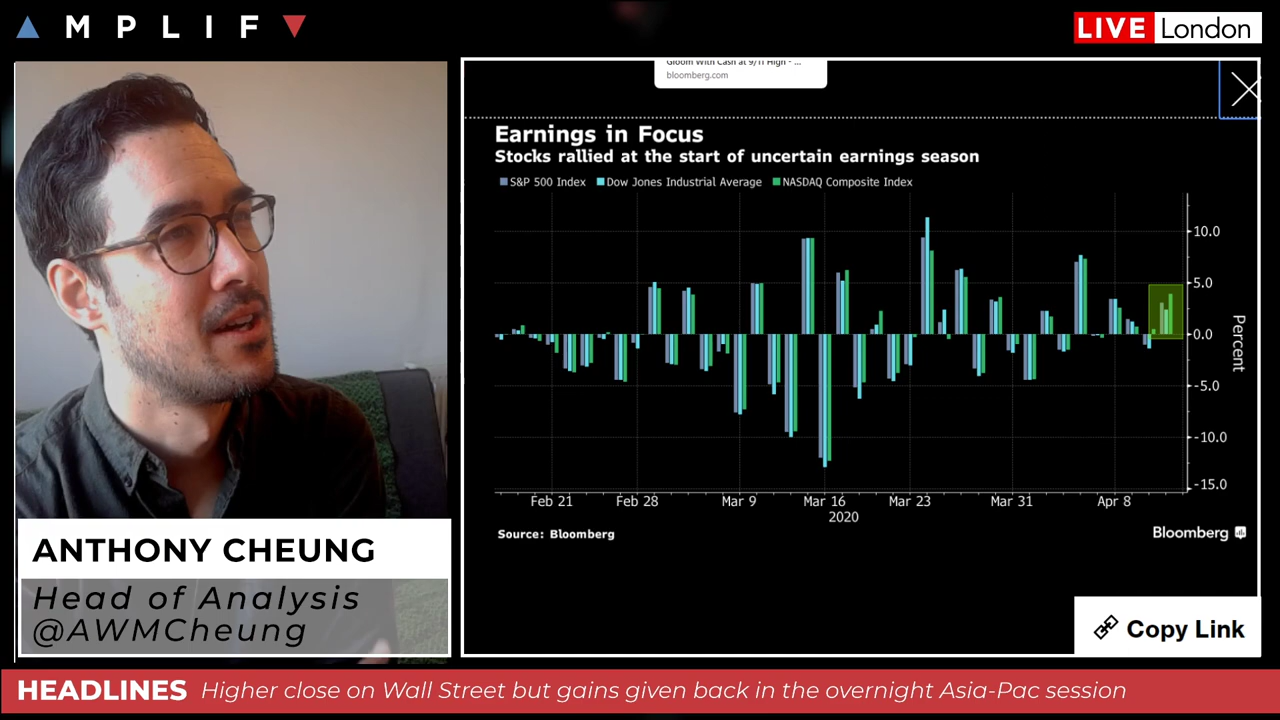 ▲ M P L I F ▼
LIVE London
Gloom With Cash at 9/11 High - ...
bloomberg.com
Earnings in Focus
Stocks rallied at the start of uncertain earnings season
S&P 500 Index Dow Jones Industrial Average NASDAQ Composite Index
10.0
5.0
0.0
-5.0
-10.0
-15.0
Percent
Feb 21 Feb 28 Mar 9 Mar 16 Mar 23 Mar 31 Apr 8
2020
Source: Bloomberg
Bloomberg
Copy Link
ANTHONY CHEUNG
Head of Analysis
@AWMCheung
HEADLINES Higher close on Wall Street but gains given back in the overnight Asia-Pac session